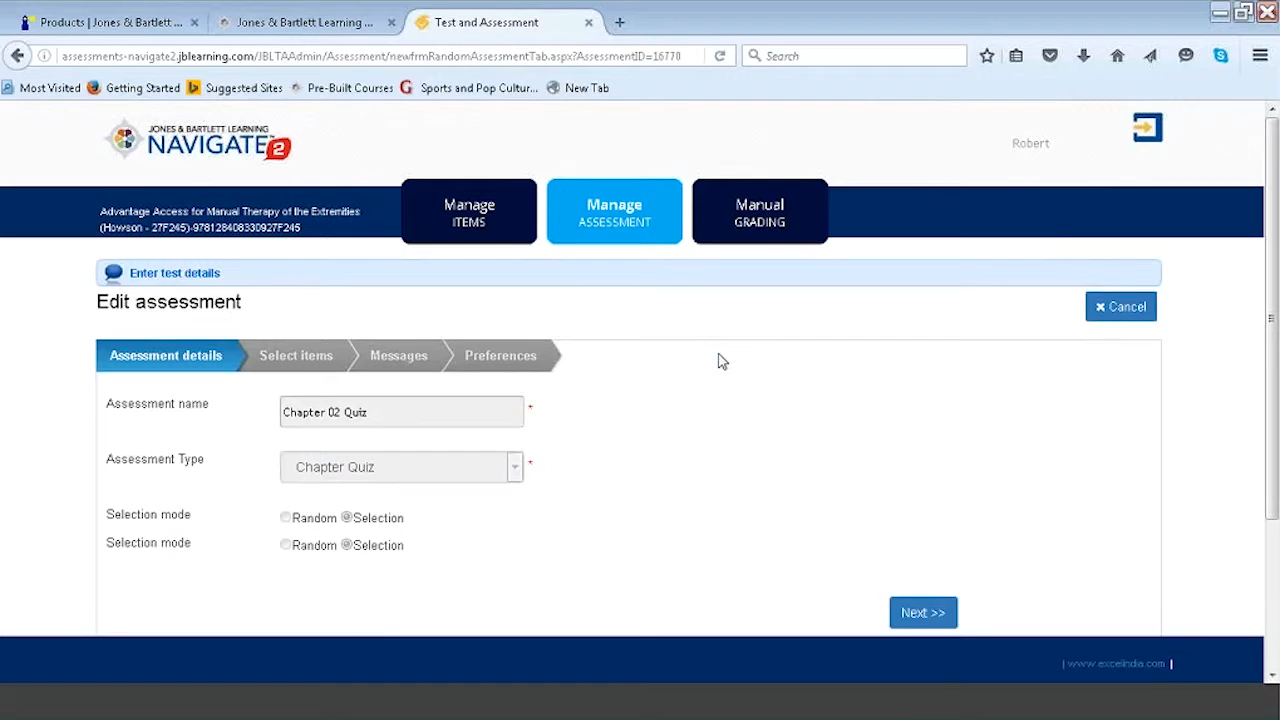 Products | Jones & Bartlett ...
Jones & Bartlett Learning ...
Test and Assessment
assessments-navigate2.jblearning.com/JBLTAAdmin/Assessment/newfrmRandomAssessmentTab.aspx?AssessmentID=16770
Search
Most Visited
Getting Started
Suggested Sites
Pre-Built Courses
Sports and Pop Cultur...
New Tab
JONES & BARTLETT LEARNING
NAVIGATE 2
Robert
Advantage Access for Manual Therapy of the Extremities
(Howson - 27F245)-9781284083309​27F245
Manage
ITEMS
Manage
ASSESSMENT
Manual
GRADING
Enter test details
Edit assessment
Cancel
Assessment details
Select items
Messages
Preferences
Assessment name
Chapter 02 Quiz
*
Assessment Type
Chapter Quiz
*
Selection mode
Random Selection
Selection mode
Random Selection
Next >>
| www.excelindia.com |